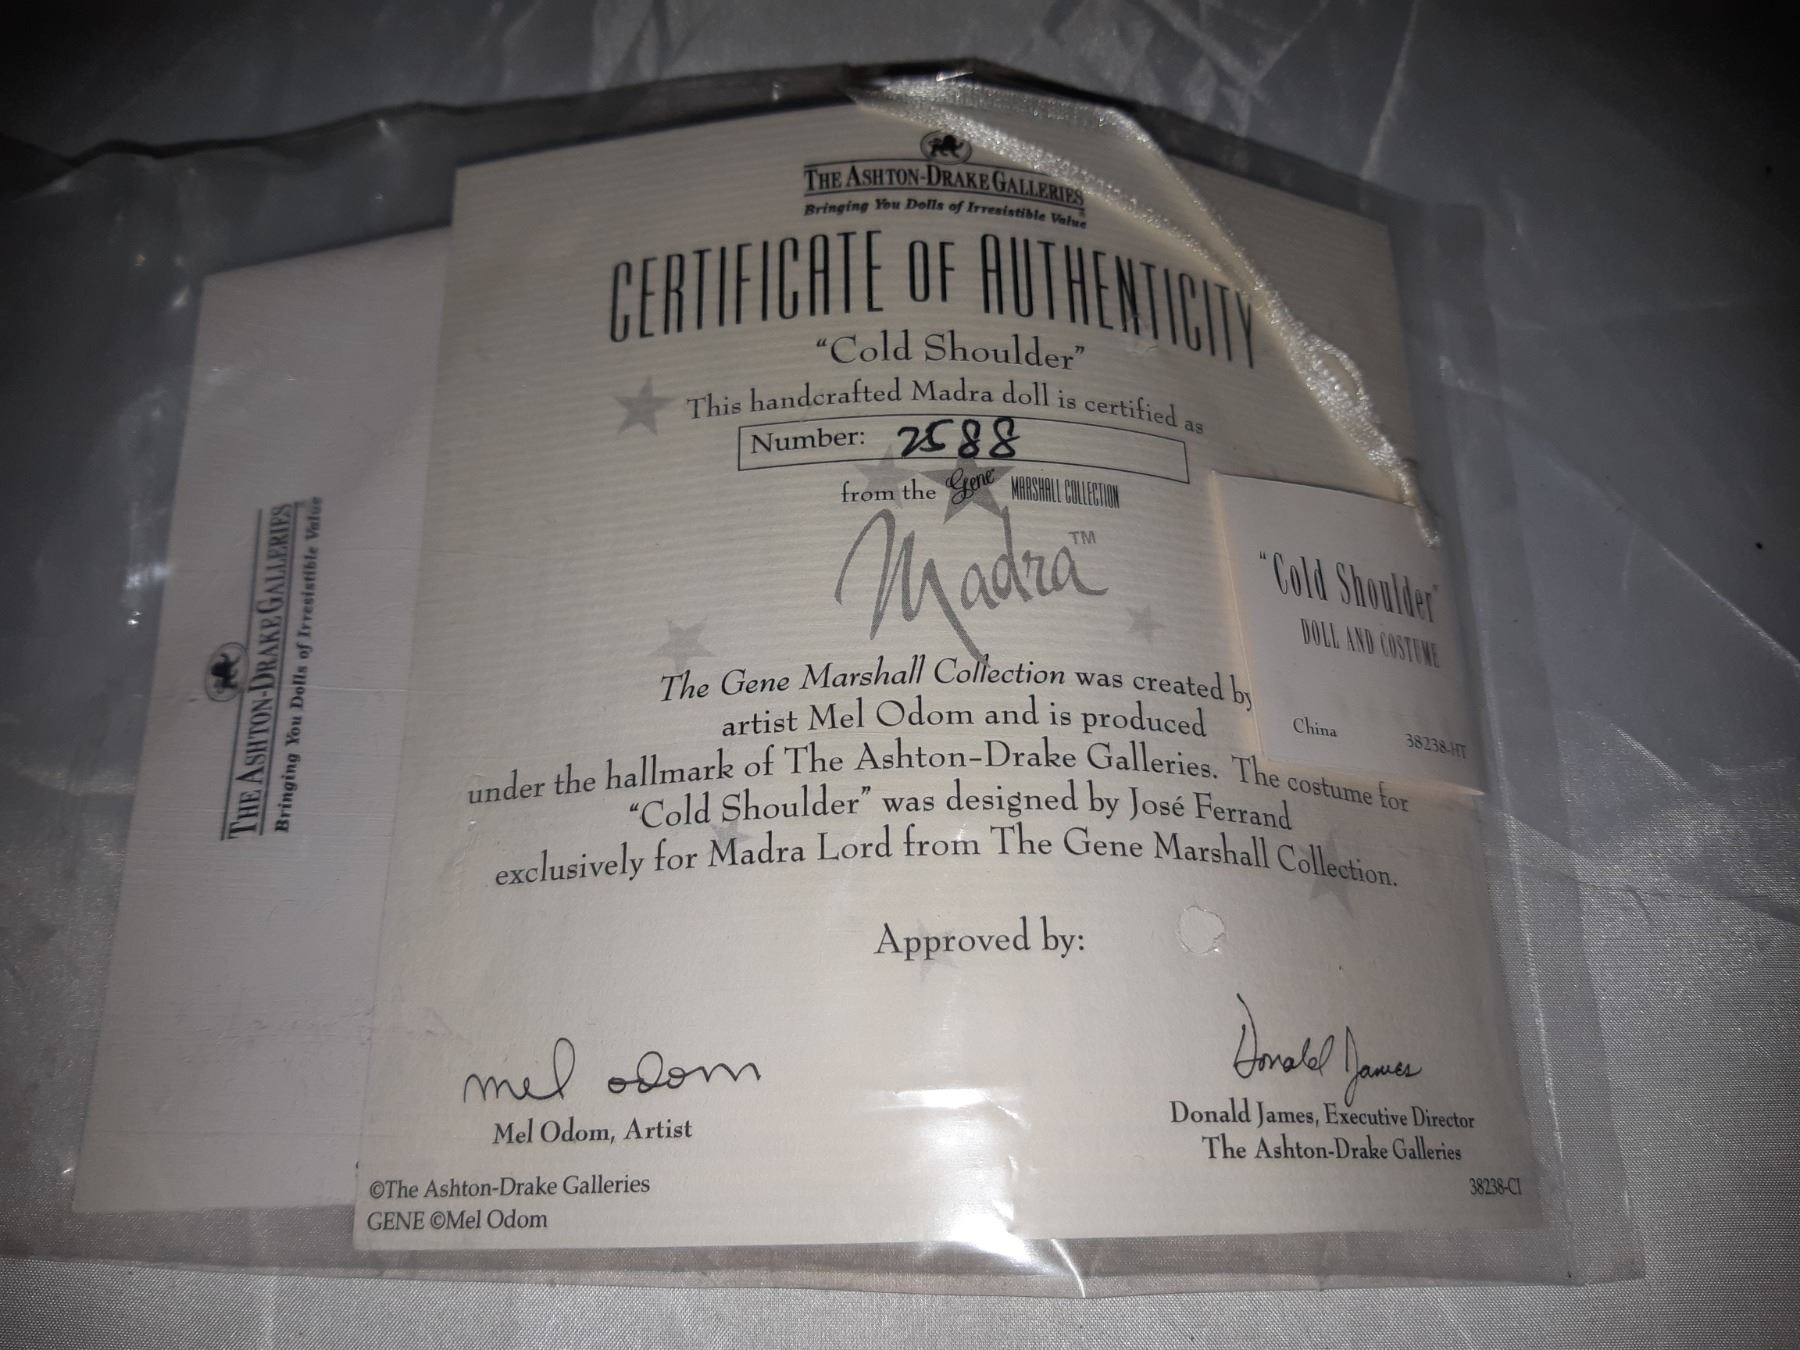 THE ASHTON-DRAKE GALLERIES
Bringing You Dolls of Irresistible Value
CERTIFICATE OF AUTHENTICITY
“Cold Shoulder”
This handcrafted Madra doll is certified as
Number: 2588
from the Gene MARSHALL COLLECTION
Madra™
The Gene Marshall Collection was created by
artist Mel Odom and is produced
under the hallmark of The Ashton-Drake Galleries. The costume for
“Cold Shoulder” was designed by José Ferrand
exclusively for Madra Lord from The Gene Marshall Collection.
Approved by:
mel odom
Mel Odom, Artist
Donald James
Donald James, Executive Director
The Ashton-Drake Galleries
©The Ashton-Drake Galleries
GENE ©Mel Odom
38238-CI
“Cold Shoulder”
DOLL AND COSTUME
China 38238-HT
THE ASHTON-DRAKE GALLERIES
Bringing You Dolls of Irresistible Value